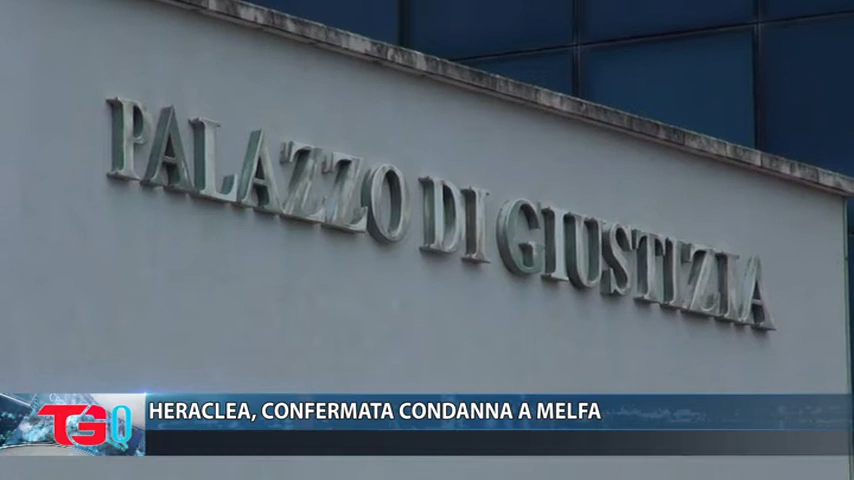 PALAZZO DI GIUSTIZIA
TGQ
HERACLEA, CONFERMATA CONDANNA A MELFA